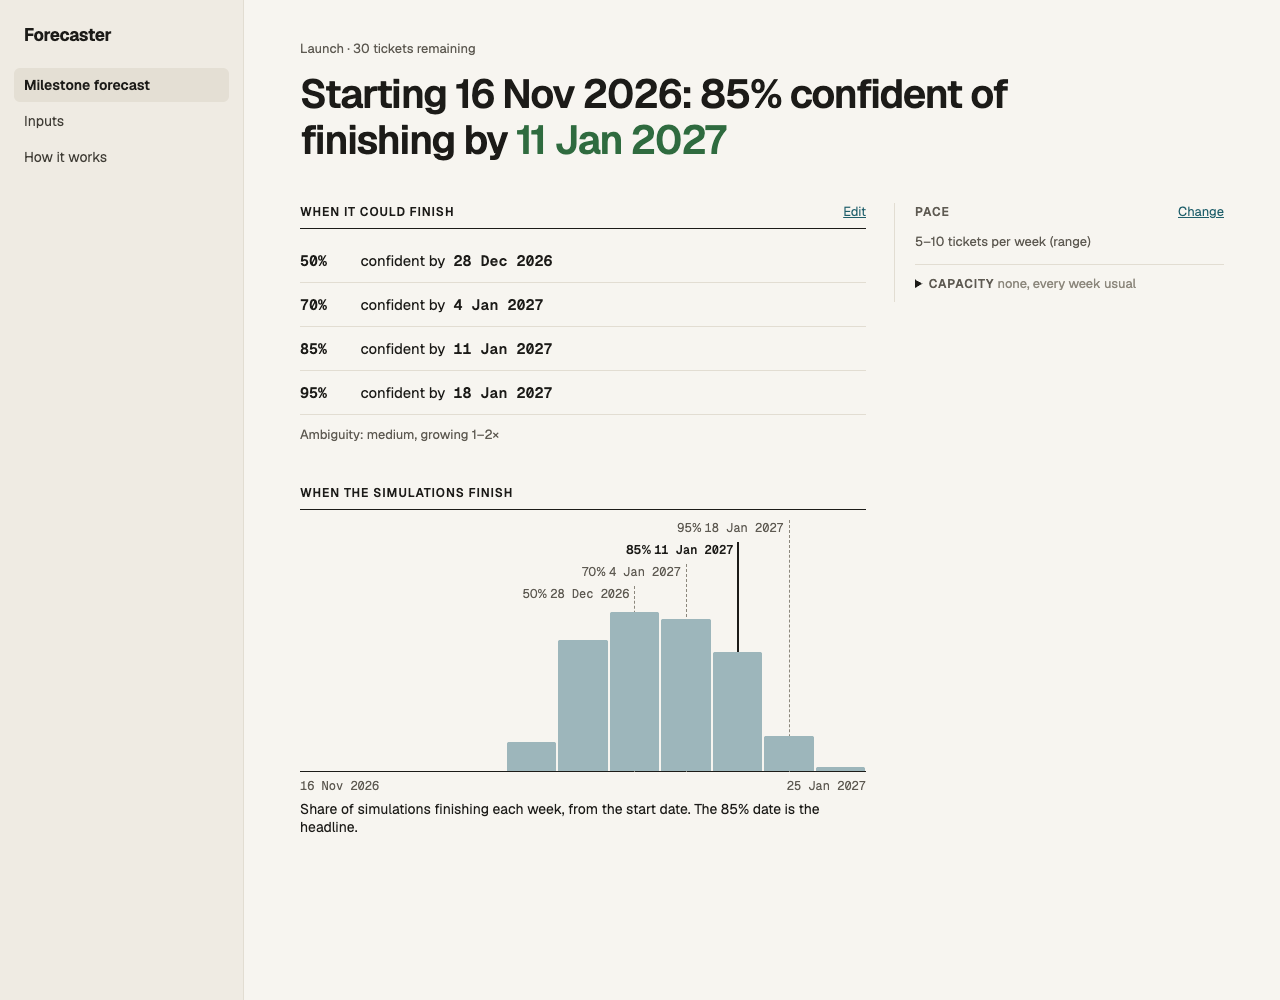 Forecaster
Milestone forecast
Inputs
How it works
Launch · 30 tickets remaining
Starting 16 Nov 2026: 85% confident of
finishing by 11 Jan 2027
WHEN IT COULD FINISH Edit
50% confident by 28 Dec 2026
70% confident by 4 Jan 2027
85% confident by 11 Jan 2027
95% confident by 18 Jan 2027
Ambiguity: medium, growing 1–2×
PACE Change
5–10 tickets per week (range)
CAPACITY none, every week usual
WHEN THE SIMULATIONS FINISH
95% 18 Jan 2027
85% 11 Jan 2027
70% 4 Jan 2027
50% 28 Dec 2026
16 Nov 2026 25 Jan 2027
Share of simulations finishing each week, from the start date. The 85% date is the
headline.